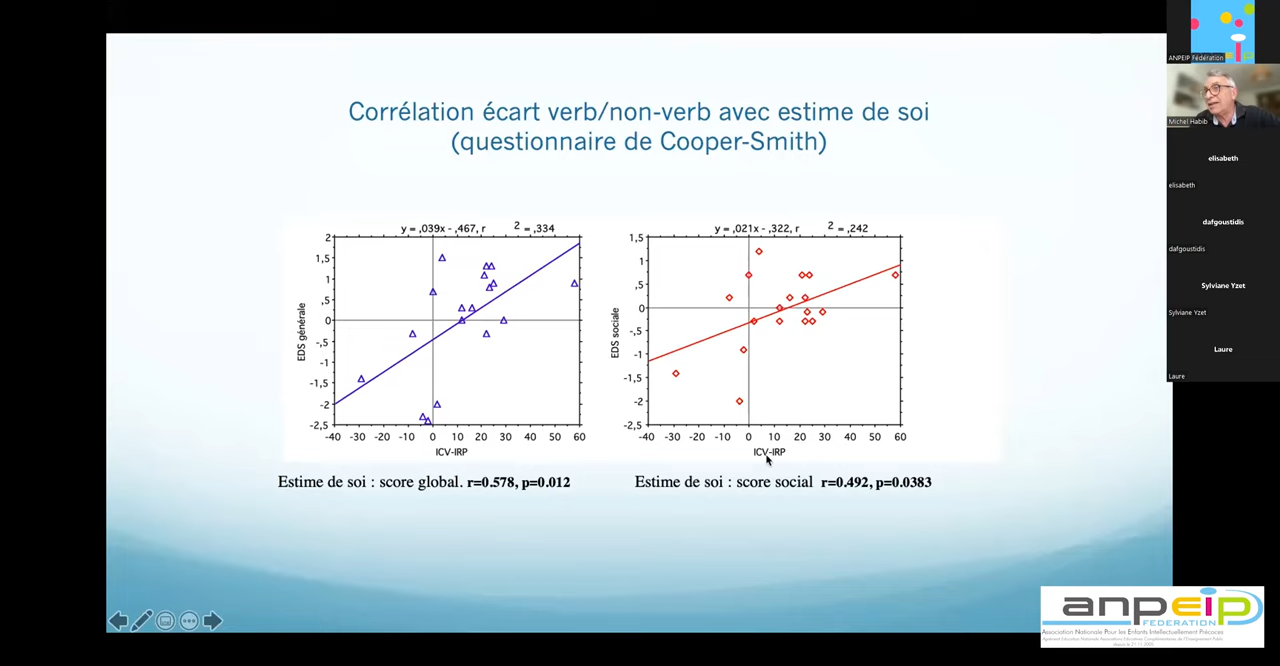 Corrélation écart verb/non-verb avec estime de soi
(questionnaire de Cooper-Smith)
y = ,039x - ,467, r 2 = ,334
2
1,5
1
,5
0
-,5
-1
-1,5
-2
-2,5
EDS générale
-40 -30 -20 -10 0 10 20 30 40 50 60
ICV-IRP
Estime de soi : score global. r=0.578, p=0.012
y = ,021x - ,322, r 2 = ,242
1,5
1
,5
0
-,5
-1
-1,5
-2
-2,5
EDS sociale
-40 -30 -20 -10 0 10 20 30 40 50 60
ICV-IRP
Estime de soi : score social r=0.492, p=0.0383
ANPEIP Fédération
Michel Habib
elisabeth
elisabeth
dafgoustidis
dafgoustidis
Sylviane Yzet
Sylviane Yzet
Laure
Laure
anpeip
FEDERATION
Association Nationale Pour les Enfants Intellectuellement Précoces